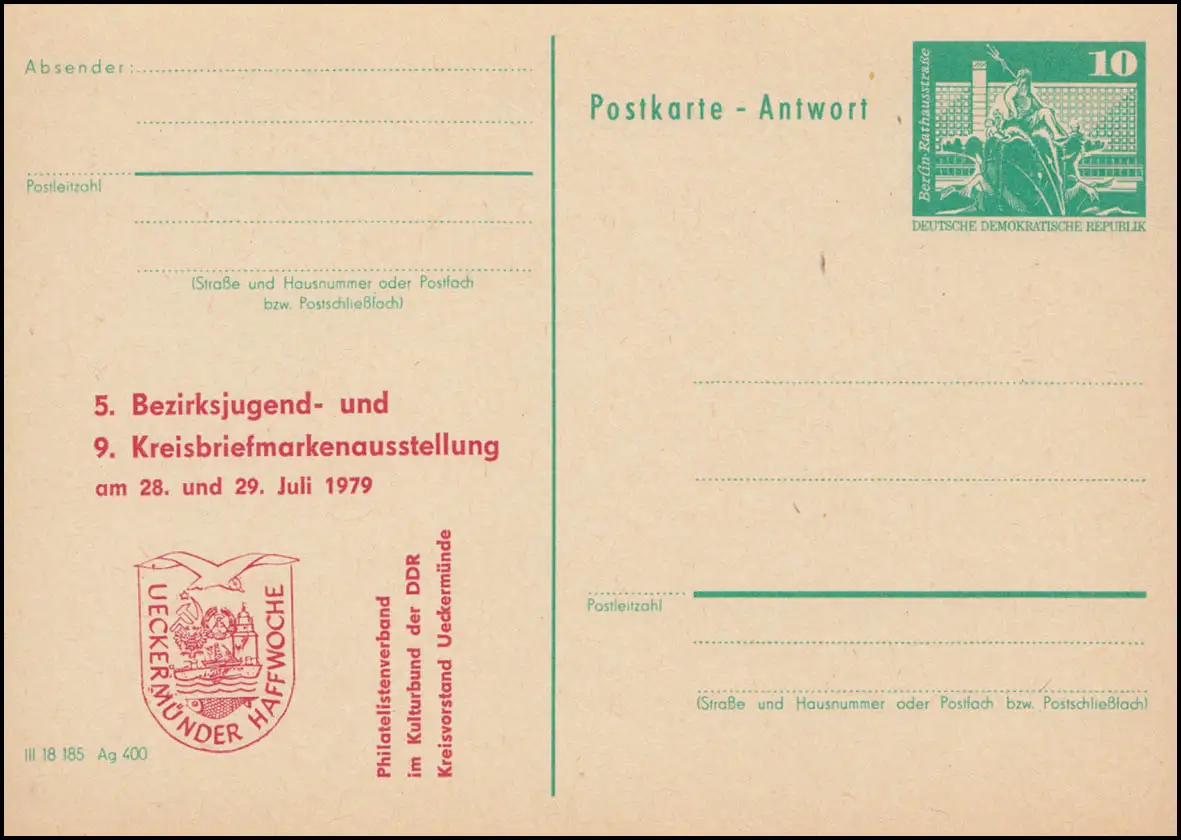 Absender:
Postleitzahl
(Straße und Hausnummer oder Postfach
bzw. Postschließfach)
5. Bezirksjugend- und
9. Kreisbriefmarkenausstellung
am 28. und 29. Juli 1979
UECKERMÜNDER HAFFWOCHE
Philatelistenverband
im Kulturbund der DDR
Kreisvorstand Ueckermünde
III 18 185 Ag 400
Postkarte - Antwort
Berlin-Rathausstraße
10
DEUTSCHE DEMOKRATISCHE REPUBLIK
Postleitzahl
(Straße und Hausnummer oder Postfach bzw. Postschließfach)